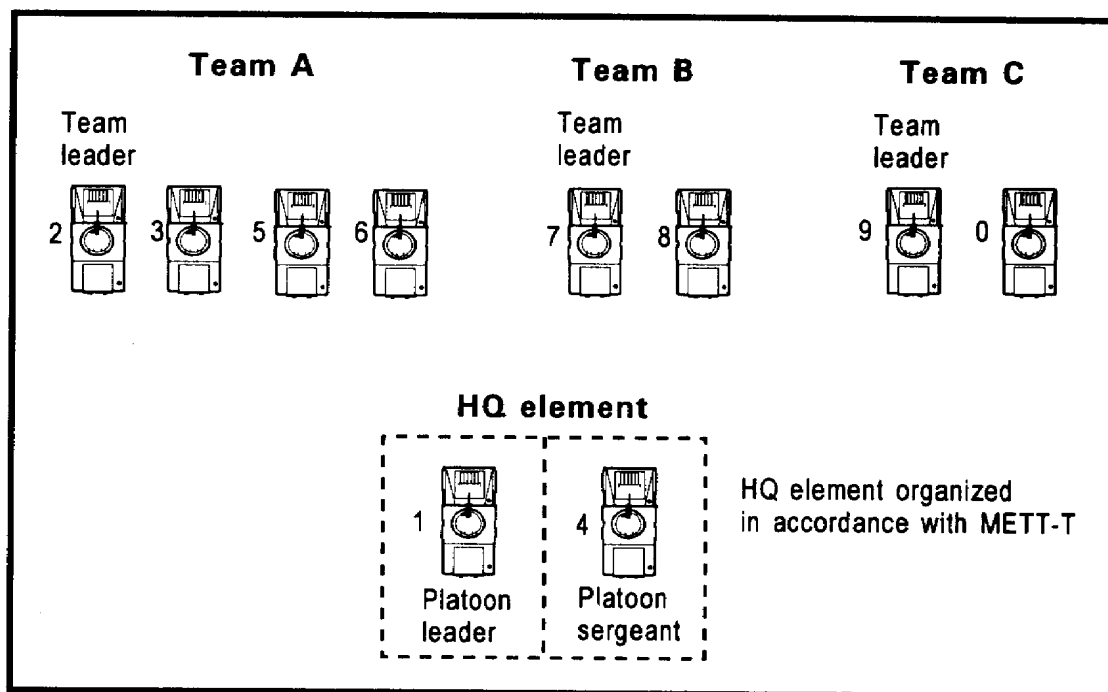 Team A
Team B
Team C
Team
leader
Team
leader
Team
leader
2
3
5
6
7
8
9
0
HQ element
1
4
HQ element organized
in accordance with METT-T
Platoon
leader
Platoon
sergeant